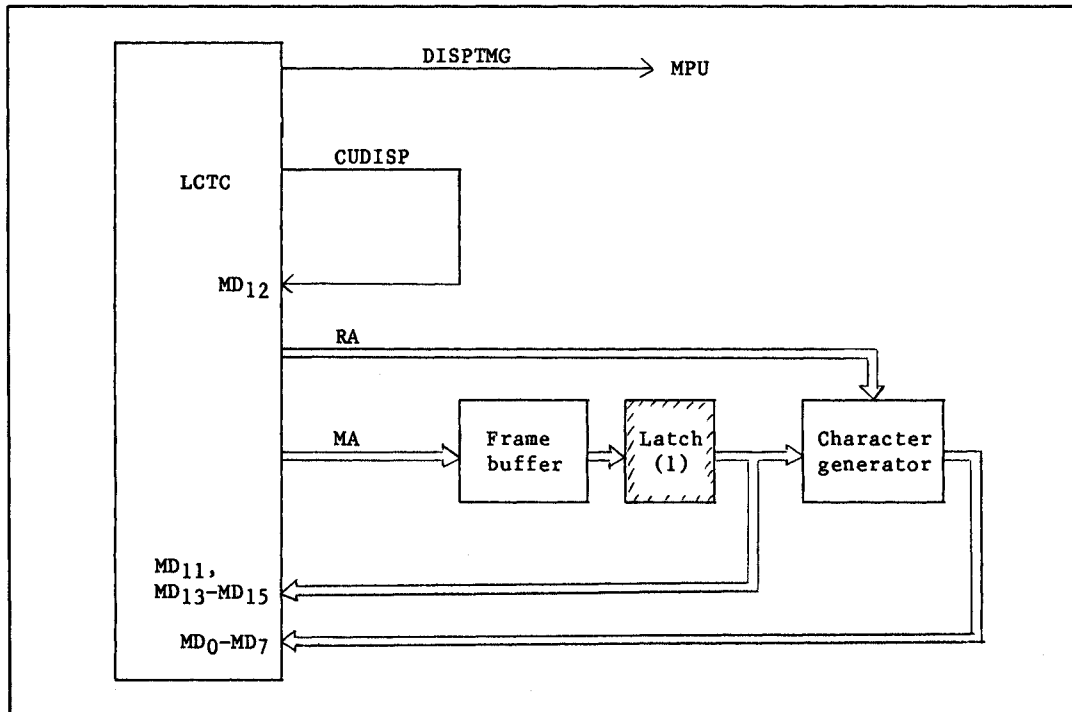 DISPTMG
MPU
CUDISP
LCTC
MD12
RA
MA
Frame
buffer
Latch
(1)
Character
generator
MD11,
MD13-MD15
MD0-MD7